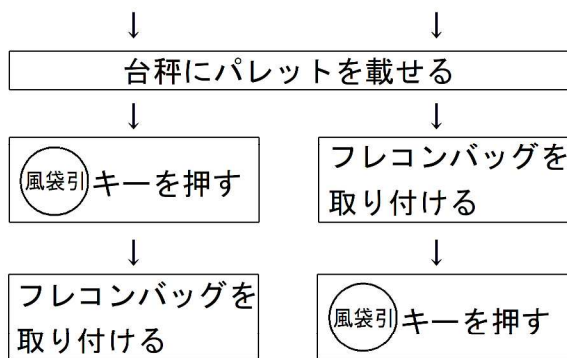 ↓ ↓
台秤にパレットを載せる
↓ ↓
風袋引キーを押す
フレコンバッグを
取り付ける
↓ ↓
フレコンバッグを
取り付ける
風袋引キーを押す